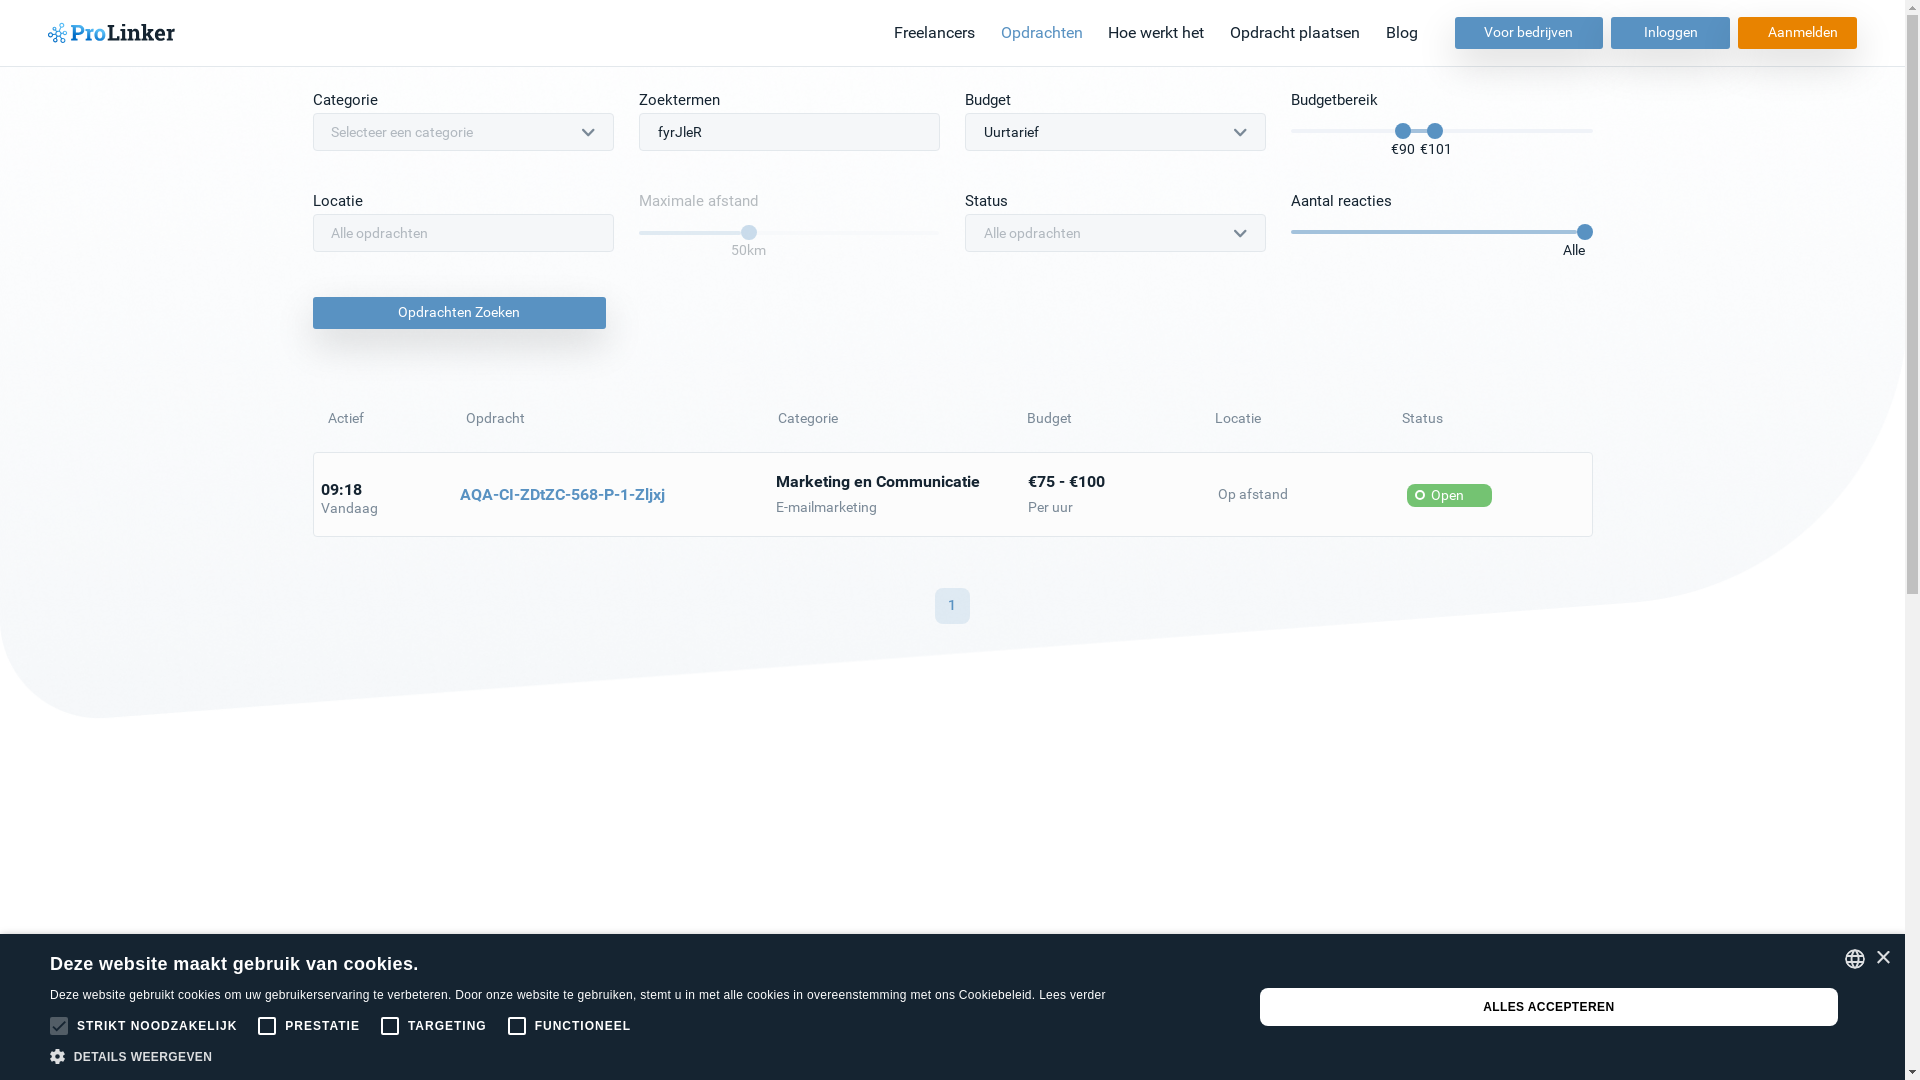 ProLinker
Freelancers Opdrachten Hoe werkt het Opdracht plaatsen Blog Voor bedrijven Inloggen Aanmelden
Categorie Zoektermen Budget Budgetbereik
Selecteer een categorie fyrJleR Uurtarief
€90 €101
Locatie Maximale afstand Status Aantal reacties
Alle opdrachten Alle opdrachten
50km Alle
Opdrachten Zoeken
Actief Opdracht Categorie Budget Locatie Status
09:18 AQA-CI-ZDtZC-568-P-1-Zljxj Marketing en Communicatie €75 - €100 Op afstand Open
Vandaag E-mailmarketing Per uur
1
Deze website maakt gebruik van cookies.
Deze website gebruikt cookies om uw gebruikerservaring te verbeteren. Door onze website te gebruiken, stemt u in met alle cookies in overeenstemming met ons Cookiebeleid. Lees verder
STRIKT NOODZAKELIJK PRESTATIE TARGETING FUNCTIONEEL
DETAILS WEERGEVEN
ALLES ACCEPTEREN